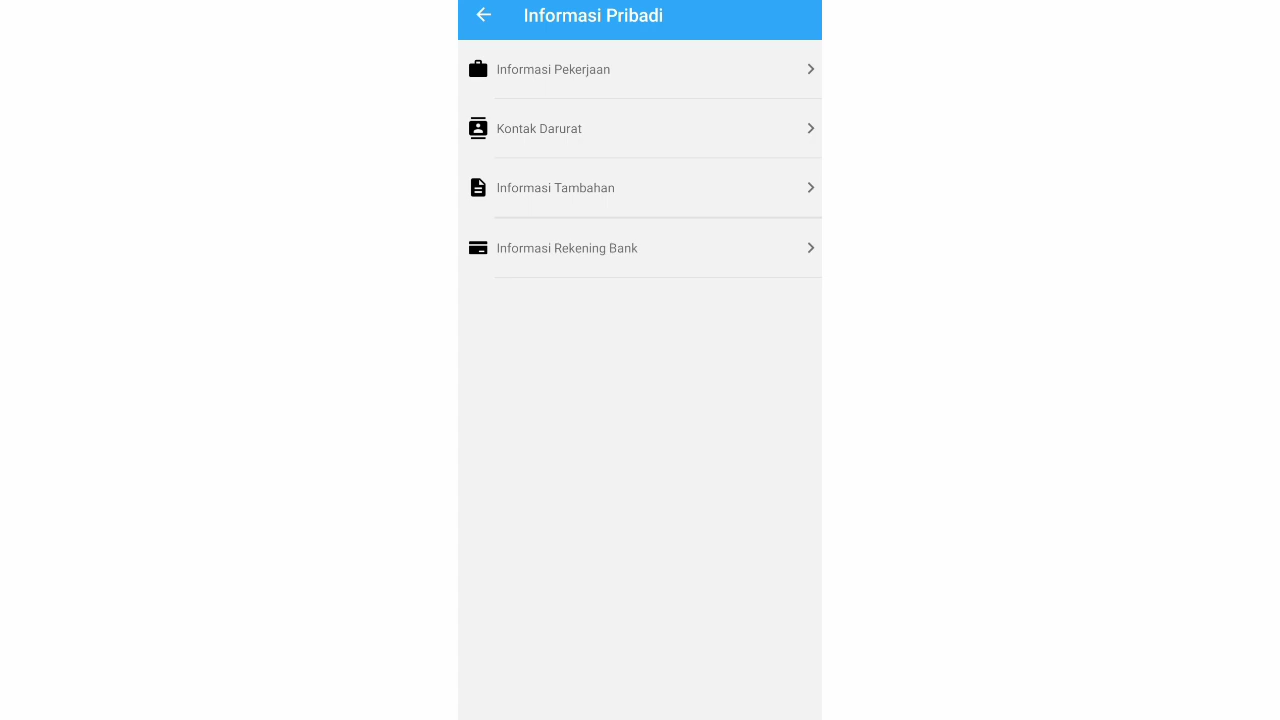 Informasi Pribadi
Informasi Pekerjaan
Kontak Darurat
Informasi Tambahan
Informasi Rekening Bank